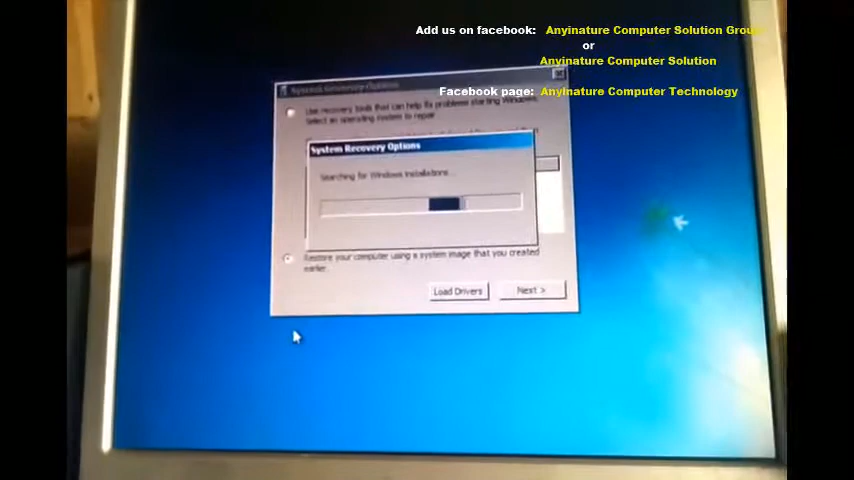 Add us on facebook: Anyinature Computer Solution Group
or
Anyinature Computer Solution
Facebook page: Anyinature Computer Technology
System Recovery Options
Use recovery tools that can help fix problems starting Windows.
Select an operating system to repair
System Recovery Options
Searching for Windows installations...
Restore your computer using a system image that you created
earlier.
Load Drivers
Next >